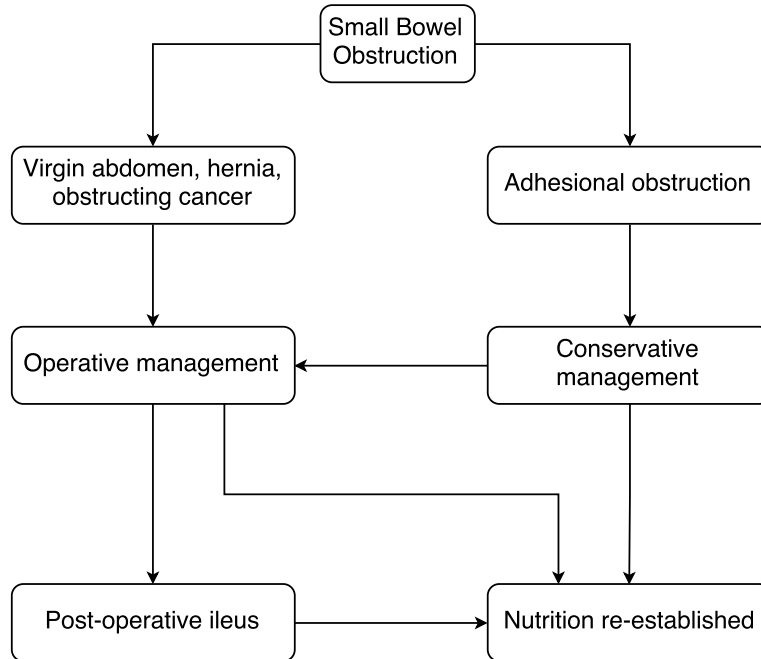 Small Bowel
Obstruction
Virgin abdomen, hernia,
obstructing cancer
Adhesional obstruction
Operative management
Conservative
management
Post-operative ileus
Nutrition re-established